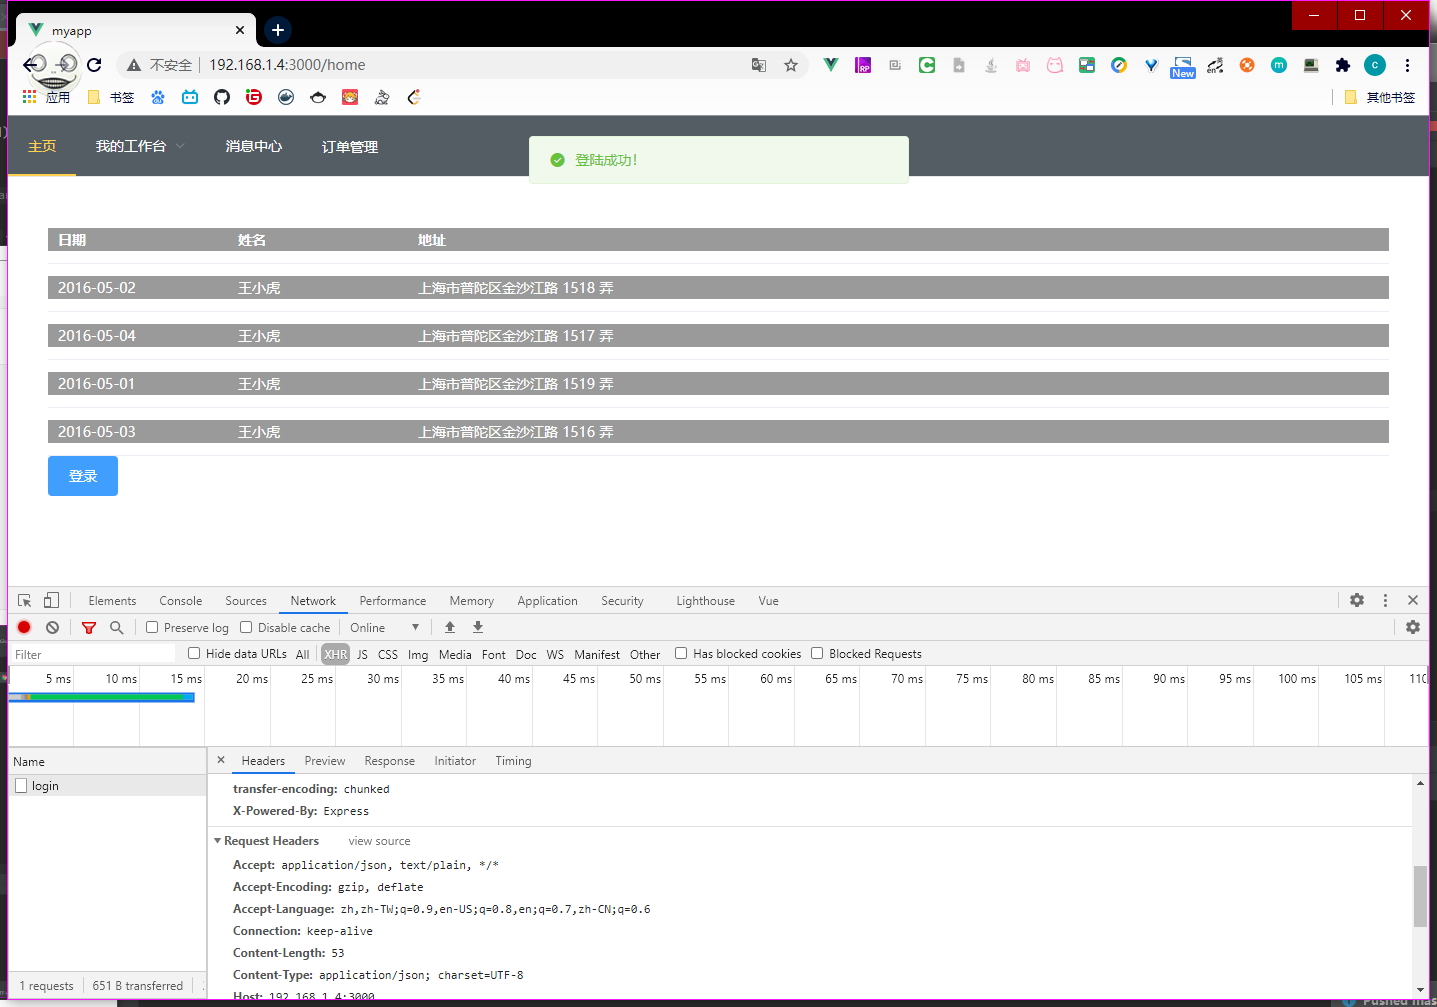 myapp
不安全 192.168.1.4:3000/home
New
en
应用 书签 其他书签
主页 我的工作台 消息中心 订单管理
登陆成功!
日期 姓名 地址
2016-05-02 王小虎 上海市普陀区金沙江路 1518 弄
2016-05-04 王小虎 上海市普陀区金沙江路 1517 弄
2016-05-01 王小虎 上海市普陀区金沙江路 1519 弄
2016-05-03 王小虎 上海市普陀区金沙江路 1516 弄
登录
Elements Console Sources Network Performance Memory Application Security Lighthouse Vue
Preserve log Disable cache Online
Filter Hide data URLs All XHR JS CSS Img Media Font Doc WS Manifest Other Has blocked cookies Blocked Requests
5 ms 10 ms 15 ms 20 ms 25 ms 30 ms 35 ms 40 ms 45 ms 50 ms 55 ms 60 ms 65 ms 70 ms 75 ms 80 ms 85 ms 90 ms 95 ms 100 ms 105 ms
Name Headers Preview Response Initiator Timing
login
transfer-encoding: chunked
X-Powered-By: Express
Request Headers view source
Accept: application/json, text/plain, */*
Accept-Encoding: gzip, deflate
Accept-Language: zh,zh-TW;q=0.9,en-US;q=0.8,en;q=0.7,zh-CN;q=0.6
Connection: keep-alive
Content-Length: 53
Content-Type: application/json; charset=UTF-8
Host: 192.168.1.4:3000
1 requests 651 B transferred
Pushed mas